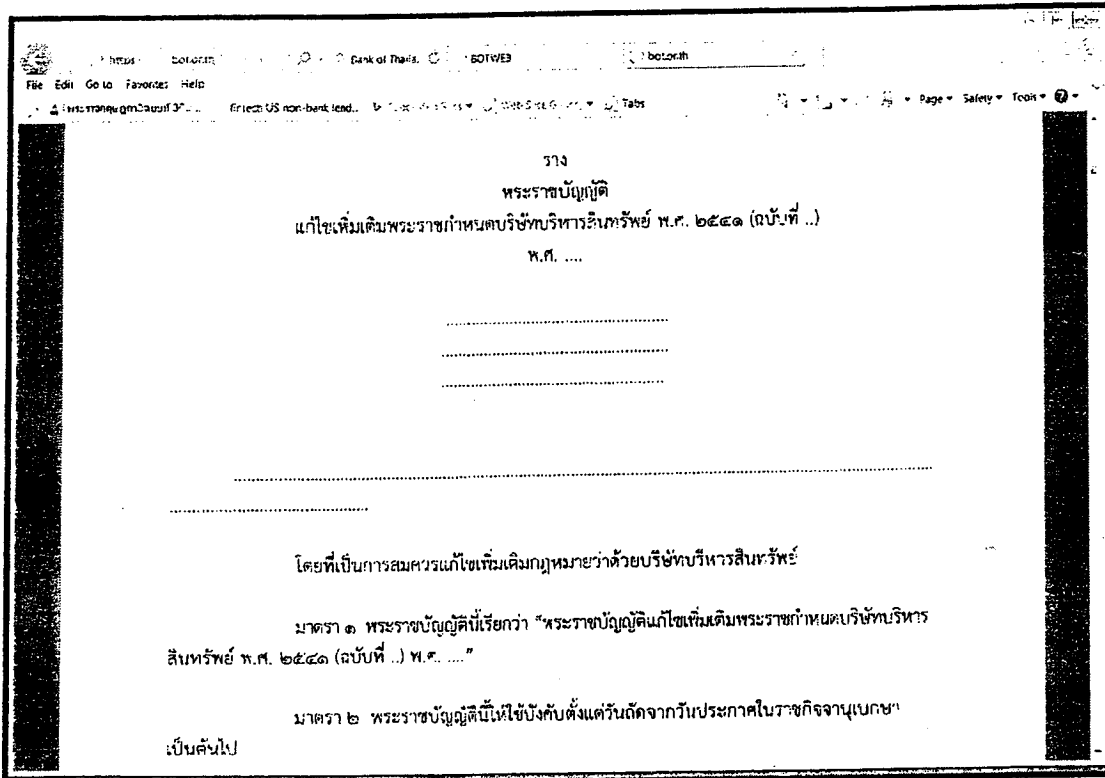 https
bot.or.th
Bank of Thaila.
BOTWEB
bot.or.th
File Edit Go to Favorites Help
Fintech US non-bank lend..
Tabs
Page Safety Tools
ราง
พระราชบัญญัติ
แก้ไขเพิ่มเติมพระราชกำหนดบริษัทบริหารสินทรัพย์ พ.ศ. ๒๕๔๑ (ฉบับที่ ..)
พ.ศ. ....
โดยที่เป็นการสมควรแก้ไขเพิ่มเติมกฎหมายว่าด้วยบริษัทบริหารสินทรัพย์
มาตรา ๑ พระราชบัญญัตินี้เรียกว่า “พระราชบัญญัติแก้ไขเพิ่มเติมพระราชกำหนดบริษัทบริหาร
สินทรัพย์ พ.ศ. ๒๕๔๑ (ฉบับที่ ..) พ.ศ. ....”
มาตรา ๒ พระราชบัญญัตินี้ให้ใช้บังคับตั้งแต่วันถัดจากวันประกาศในราชกิจจานุเบกษา
เป็นต้นไป